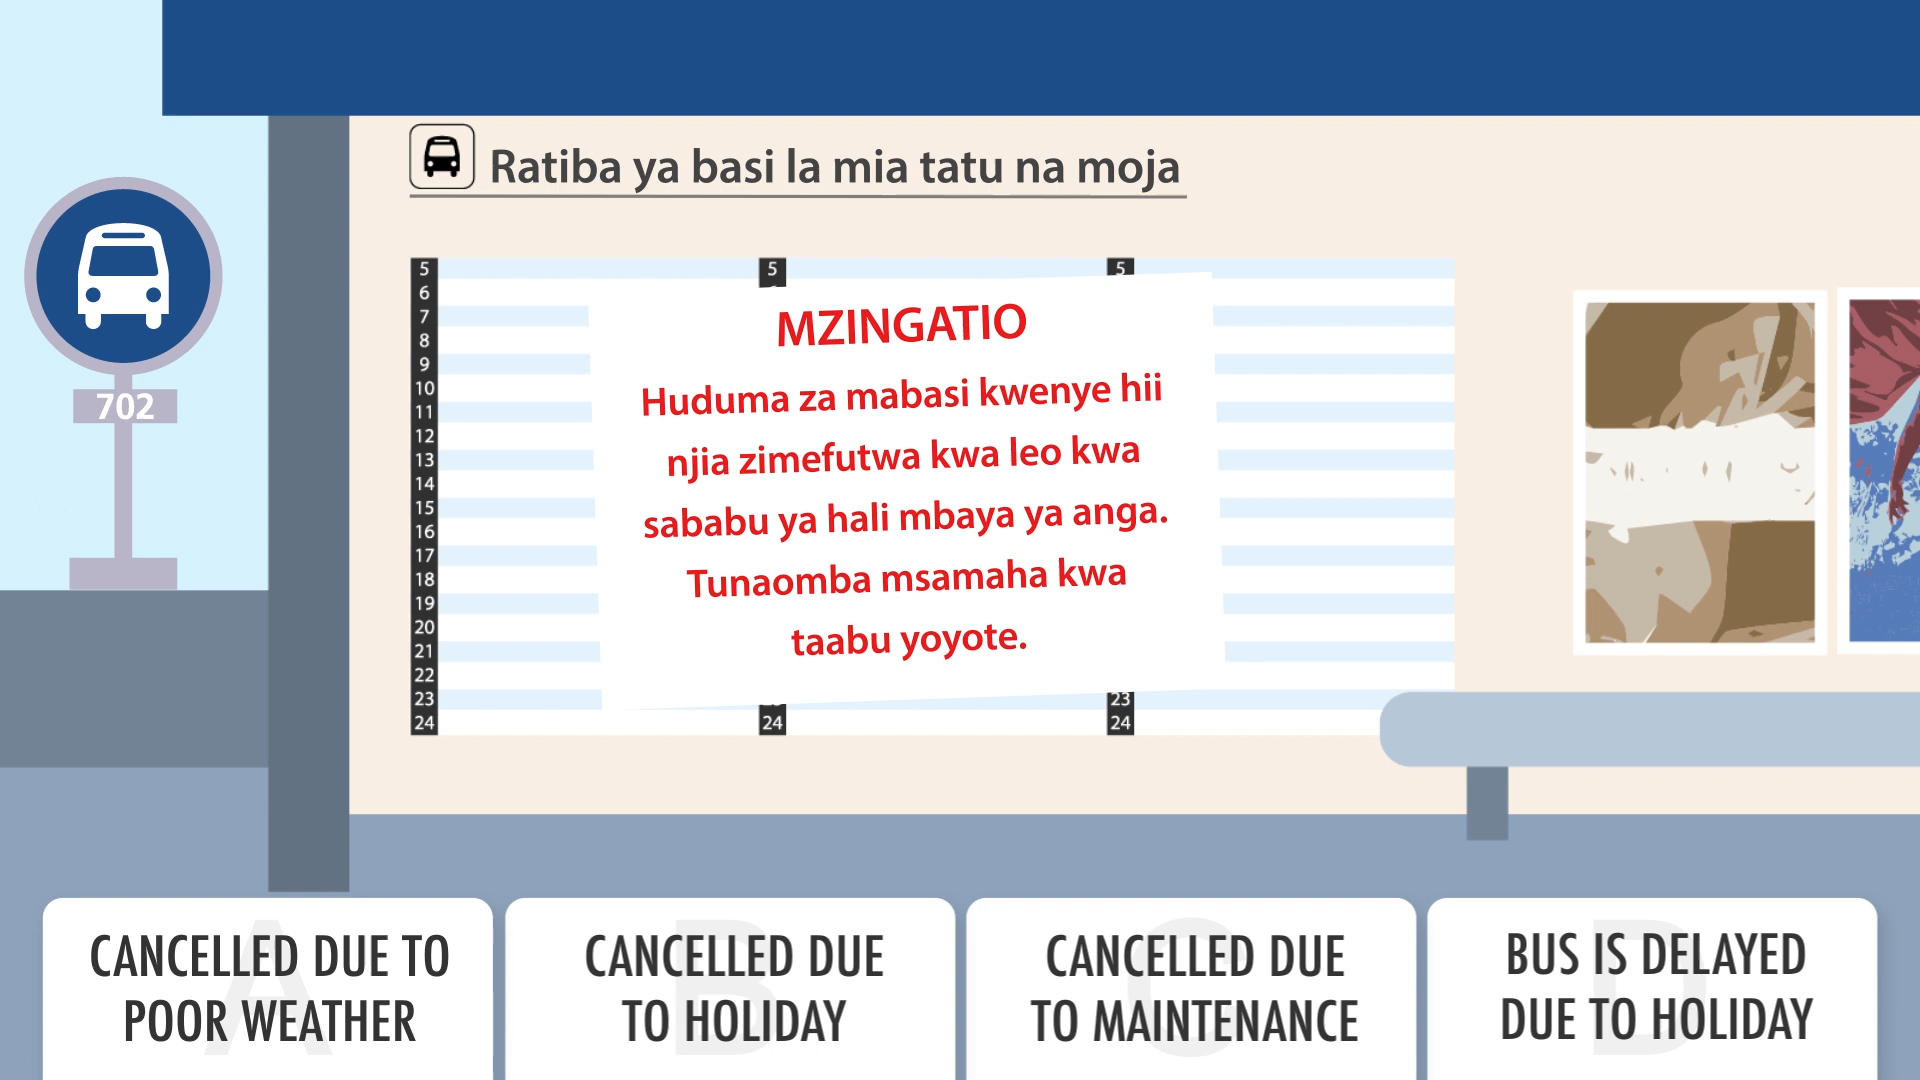 Ratiba ya basi la mia tatu na moja
702
5 5 5
6
7
8
9
10
11
12
13
14
15
16
17
18
19
20
21
22
23 23
24 24 24
MZINGATIO
Huduma za mabasi kwenye hii
njia zimefutwa kwa leo kwa
sababu ya hali mbaya ya anga.
Tunaomba msamaha kwa
taabu yoyote.
A
CANCELLED DUE TO
POOR WEATHER
B
CANCELLED DUE
TO HOLIDAY
C
CANCELLED DUE
TO MAINTENANCE
D
BUS IS DELAYED
DUE TO HOLIDAY